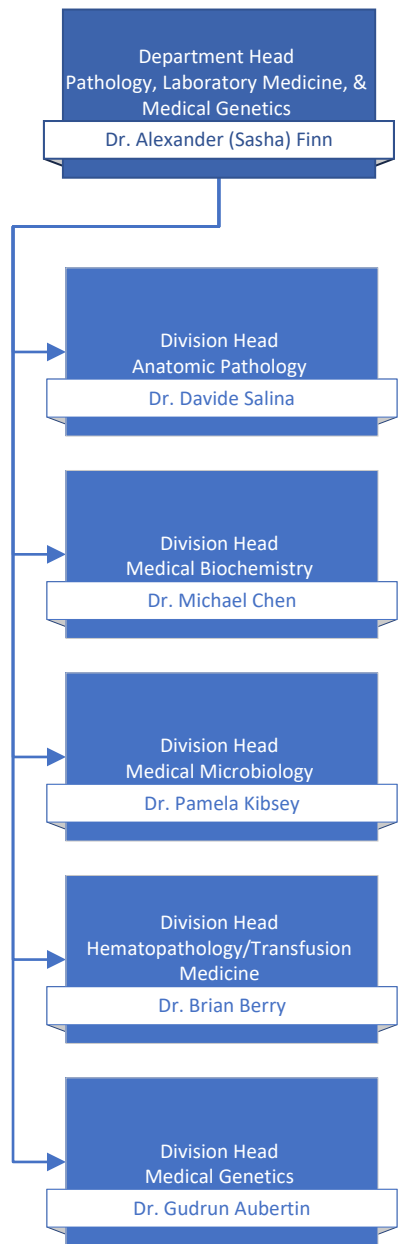 Department Head
Pathology, Laboratory Medicine, &
Medical Genetics
Dr. Alexander (Sasha) Finn
Division Head
Anatomic Pathology
Dr. Davide Salina
Division Head
Medical Biochemistry
Dr. Michael Chen
Division Head
Medical Microbiology
Dr. Pamela Kibsey
Division Head
Hematopathology/Transfusion
Medicine
Dr. Brian Berry
Division Head
Medical Genetics
Dr. Gudrun Aubertin